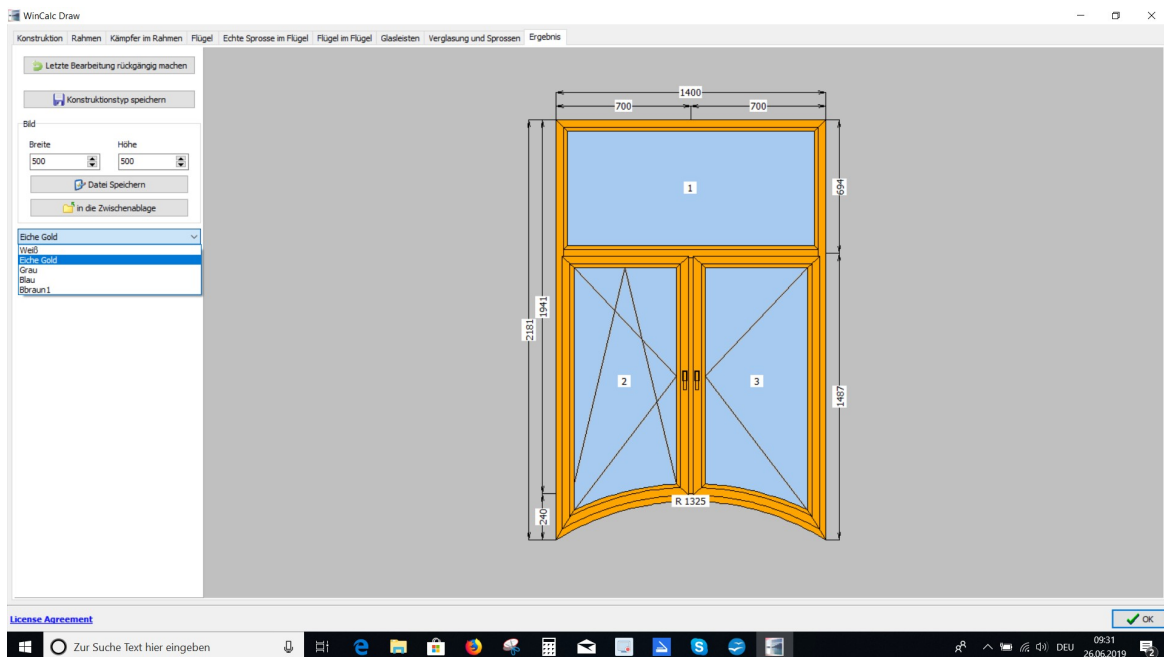 WinCalc Draw
Konstruktion Rahmen Kämpfer im Rahmen Flügel Echte Sprosse im Flügel Flügel im Flügel Glasleisten Verglasung und Sprossen Ergebnis
Letzte Bearbeitung rückgängig machen
Konstruktionstyp speichern
Bild
Breite Höhe
500 500
Datei Speichern
in die Zwischenablage
Eiche Gold
Weiß
Eiche Gold
Grau
Blau
Bbraun1
1400
700 700
1
694
1941
2181
2
3
1487
240
R 1325
License Agreement
OK
Zur Suche Text hier eingeben
DEU
09:31
26.06.2019
2